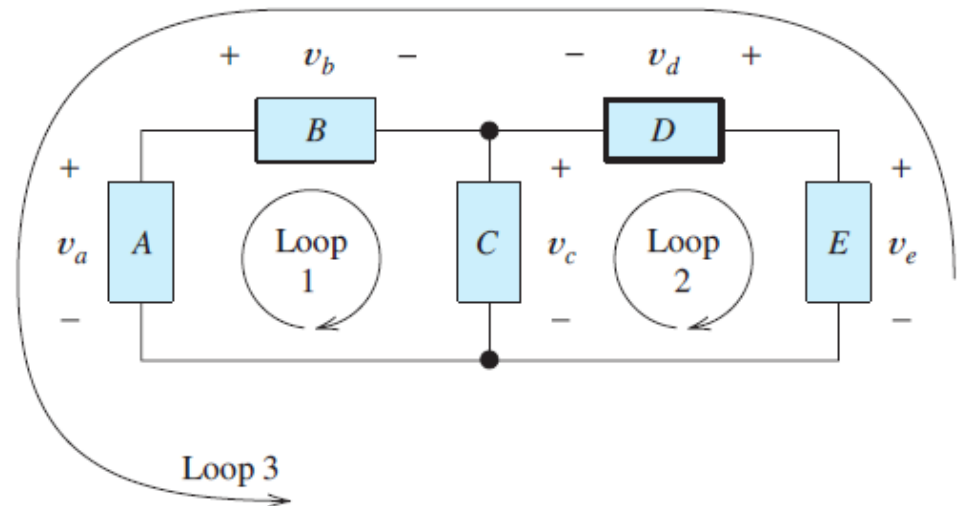 + v_b − − v_d +
B D
+ + +
v_a A Loop 1 C v_c Loop 2 E v_e
− − −
Loop 3